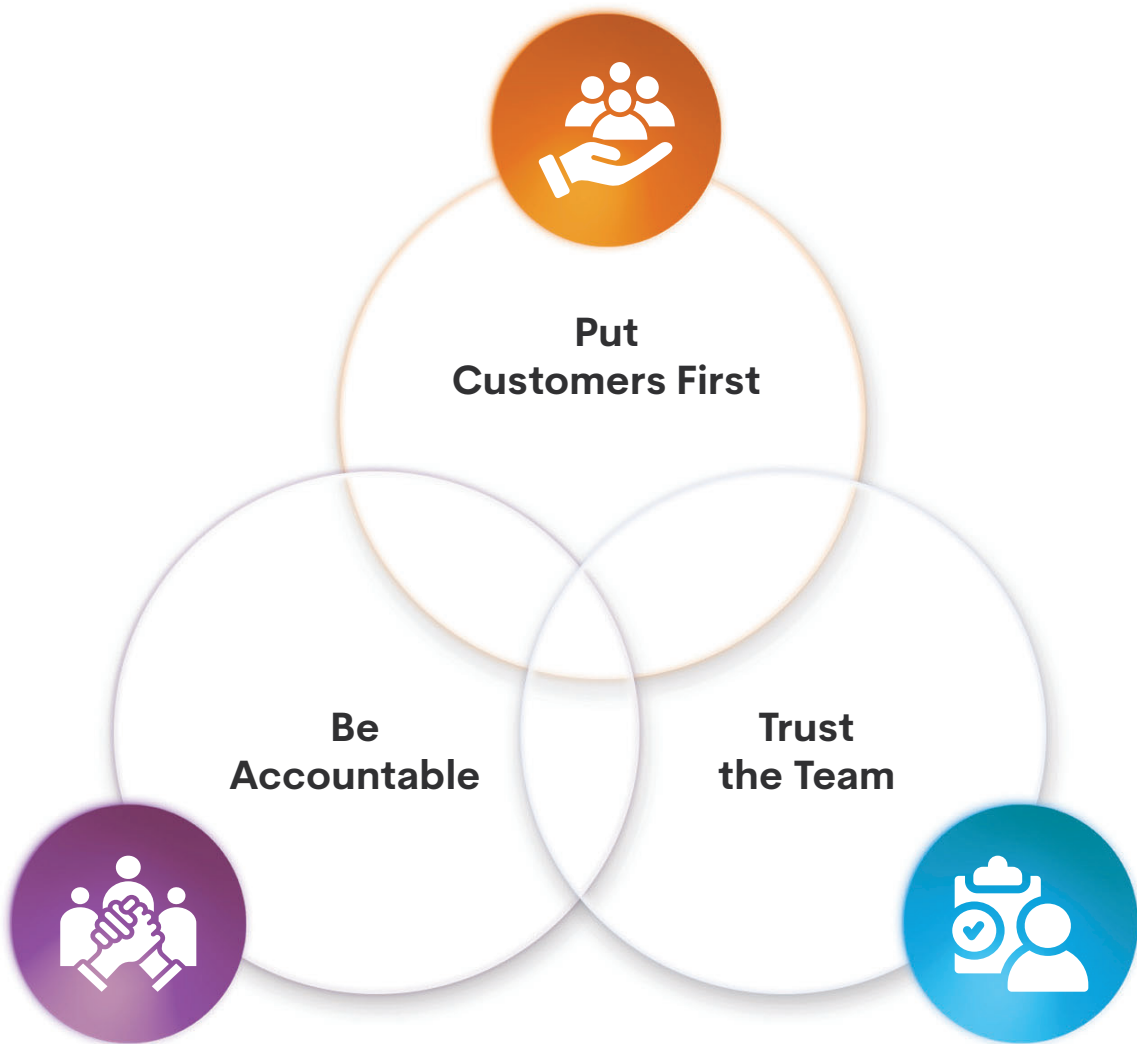 Put
Customers First
Be
Accountable
Trust
the Team